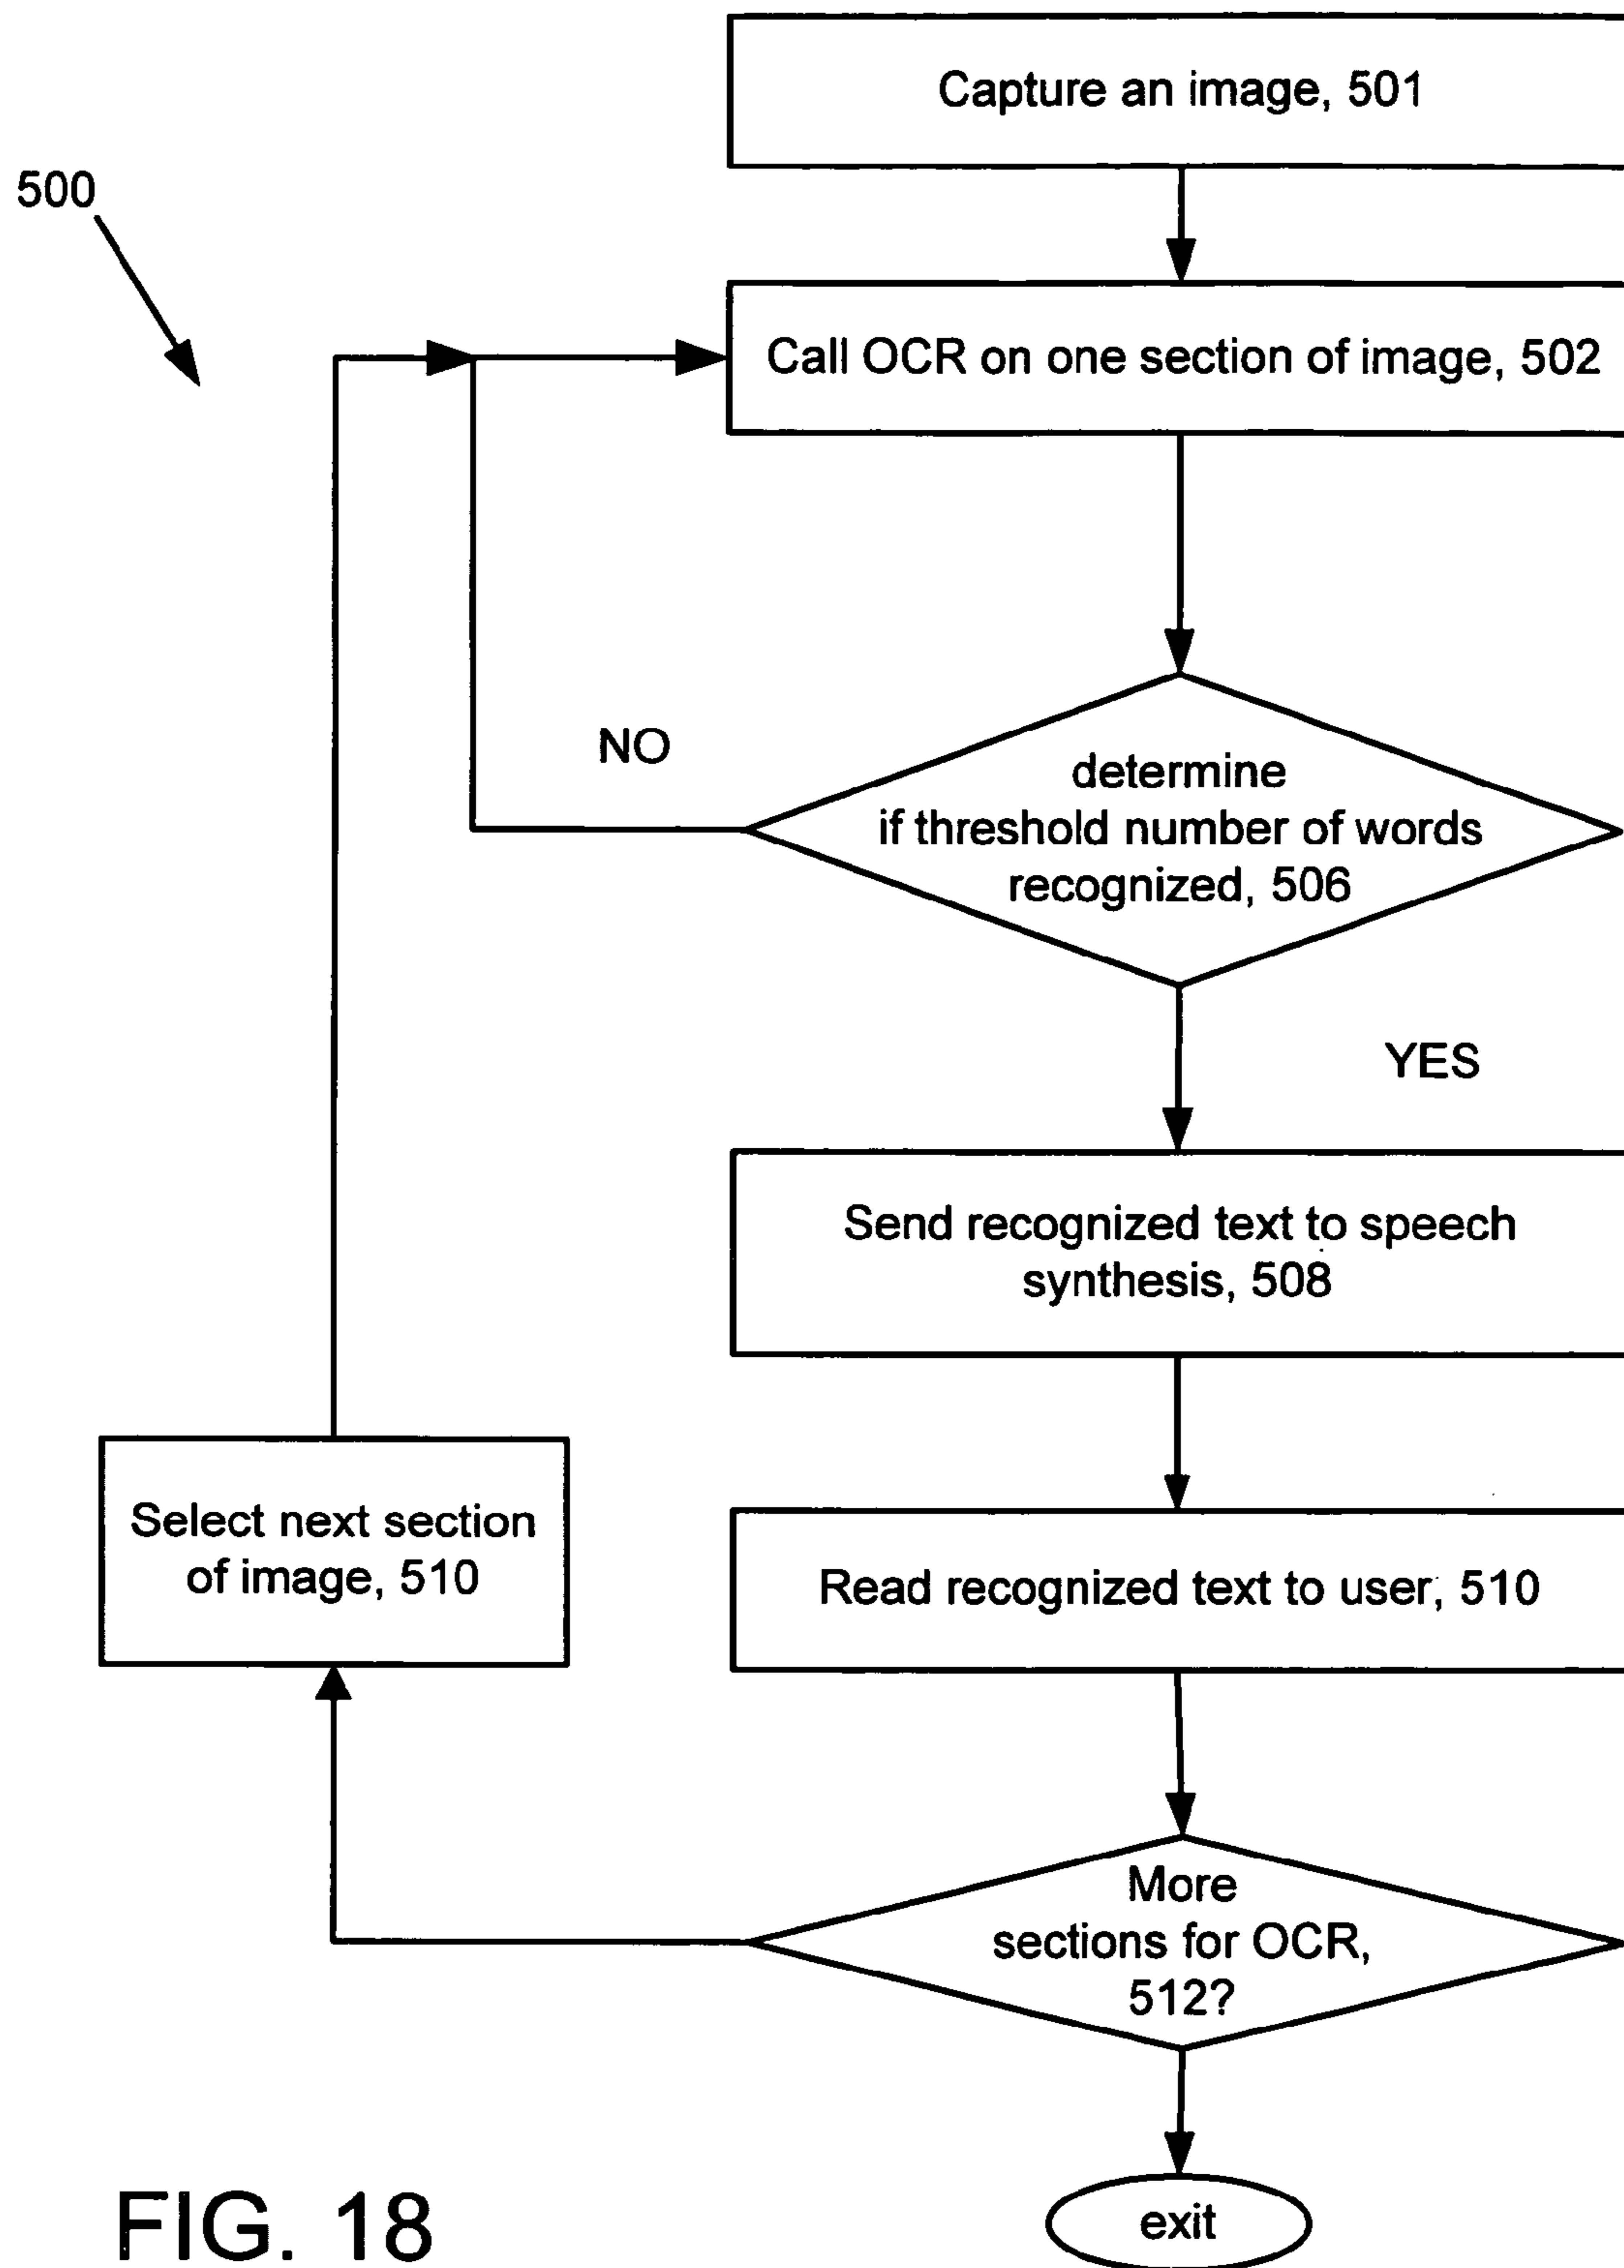 Capture an image, 501
500
Call OCR on one section of image, 502
NO
determine
if threshold number of words
recognized, 506
YES
Send recognized text to speech
synthesis, 508
Select next section
of image, 510
Read recognized text to user, 510
More
sections for OCR,
512?
exit
FIG. 18